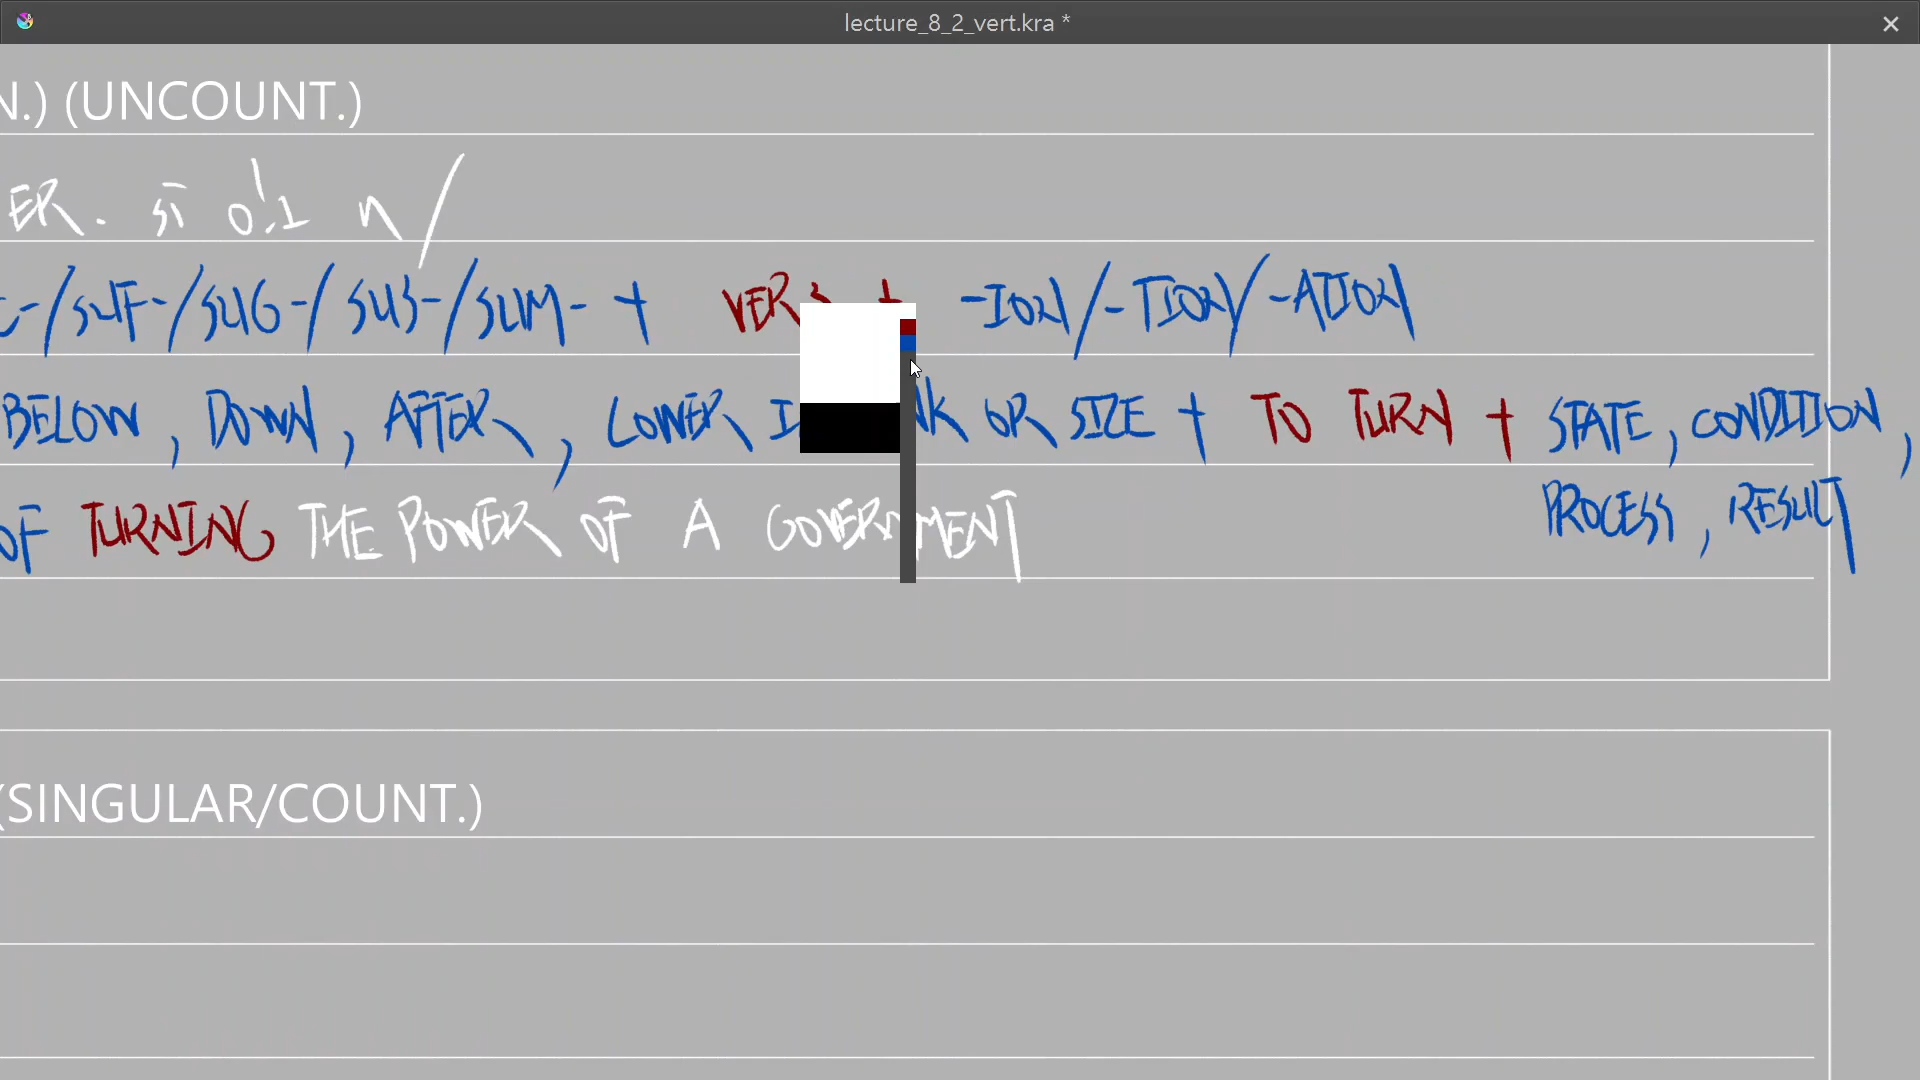 lecture_8_2_vert.kra *
N.) (UNCOUNT.)
ER.
-/SUF-/SUG-/SUS-/SUM- + VERS + -ION/-TION/-ATION
BELOW, DOWN, AFTER, LOWER OR SIZE + TO TURN + STATE, CONDITION,
PROCESS, RESULT
OF TURNING THE POWER OF A GOVERNMENT
(SINGULAR/COUNT.)